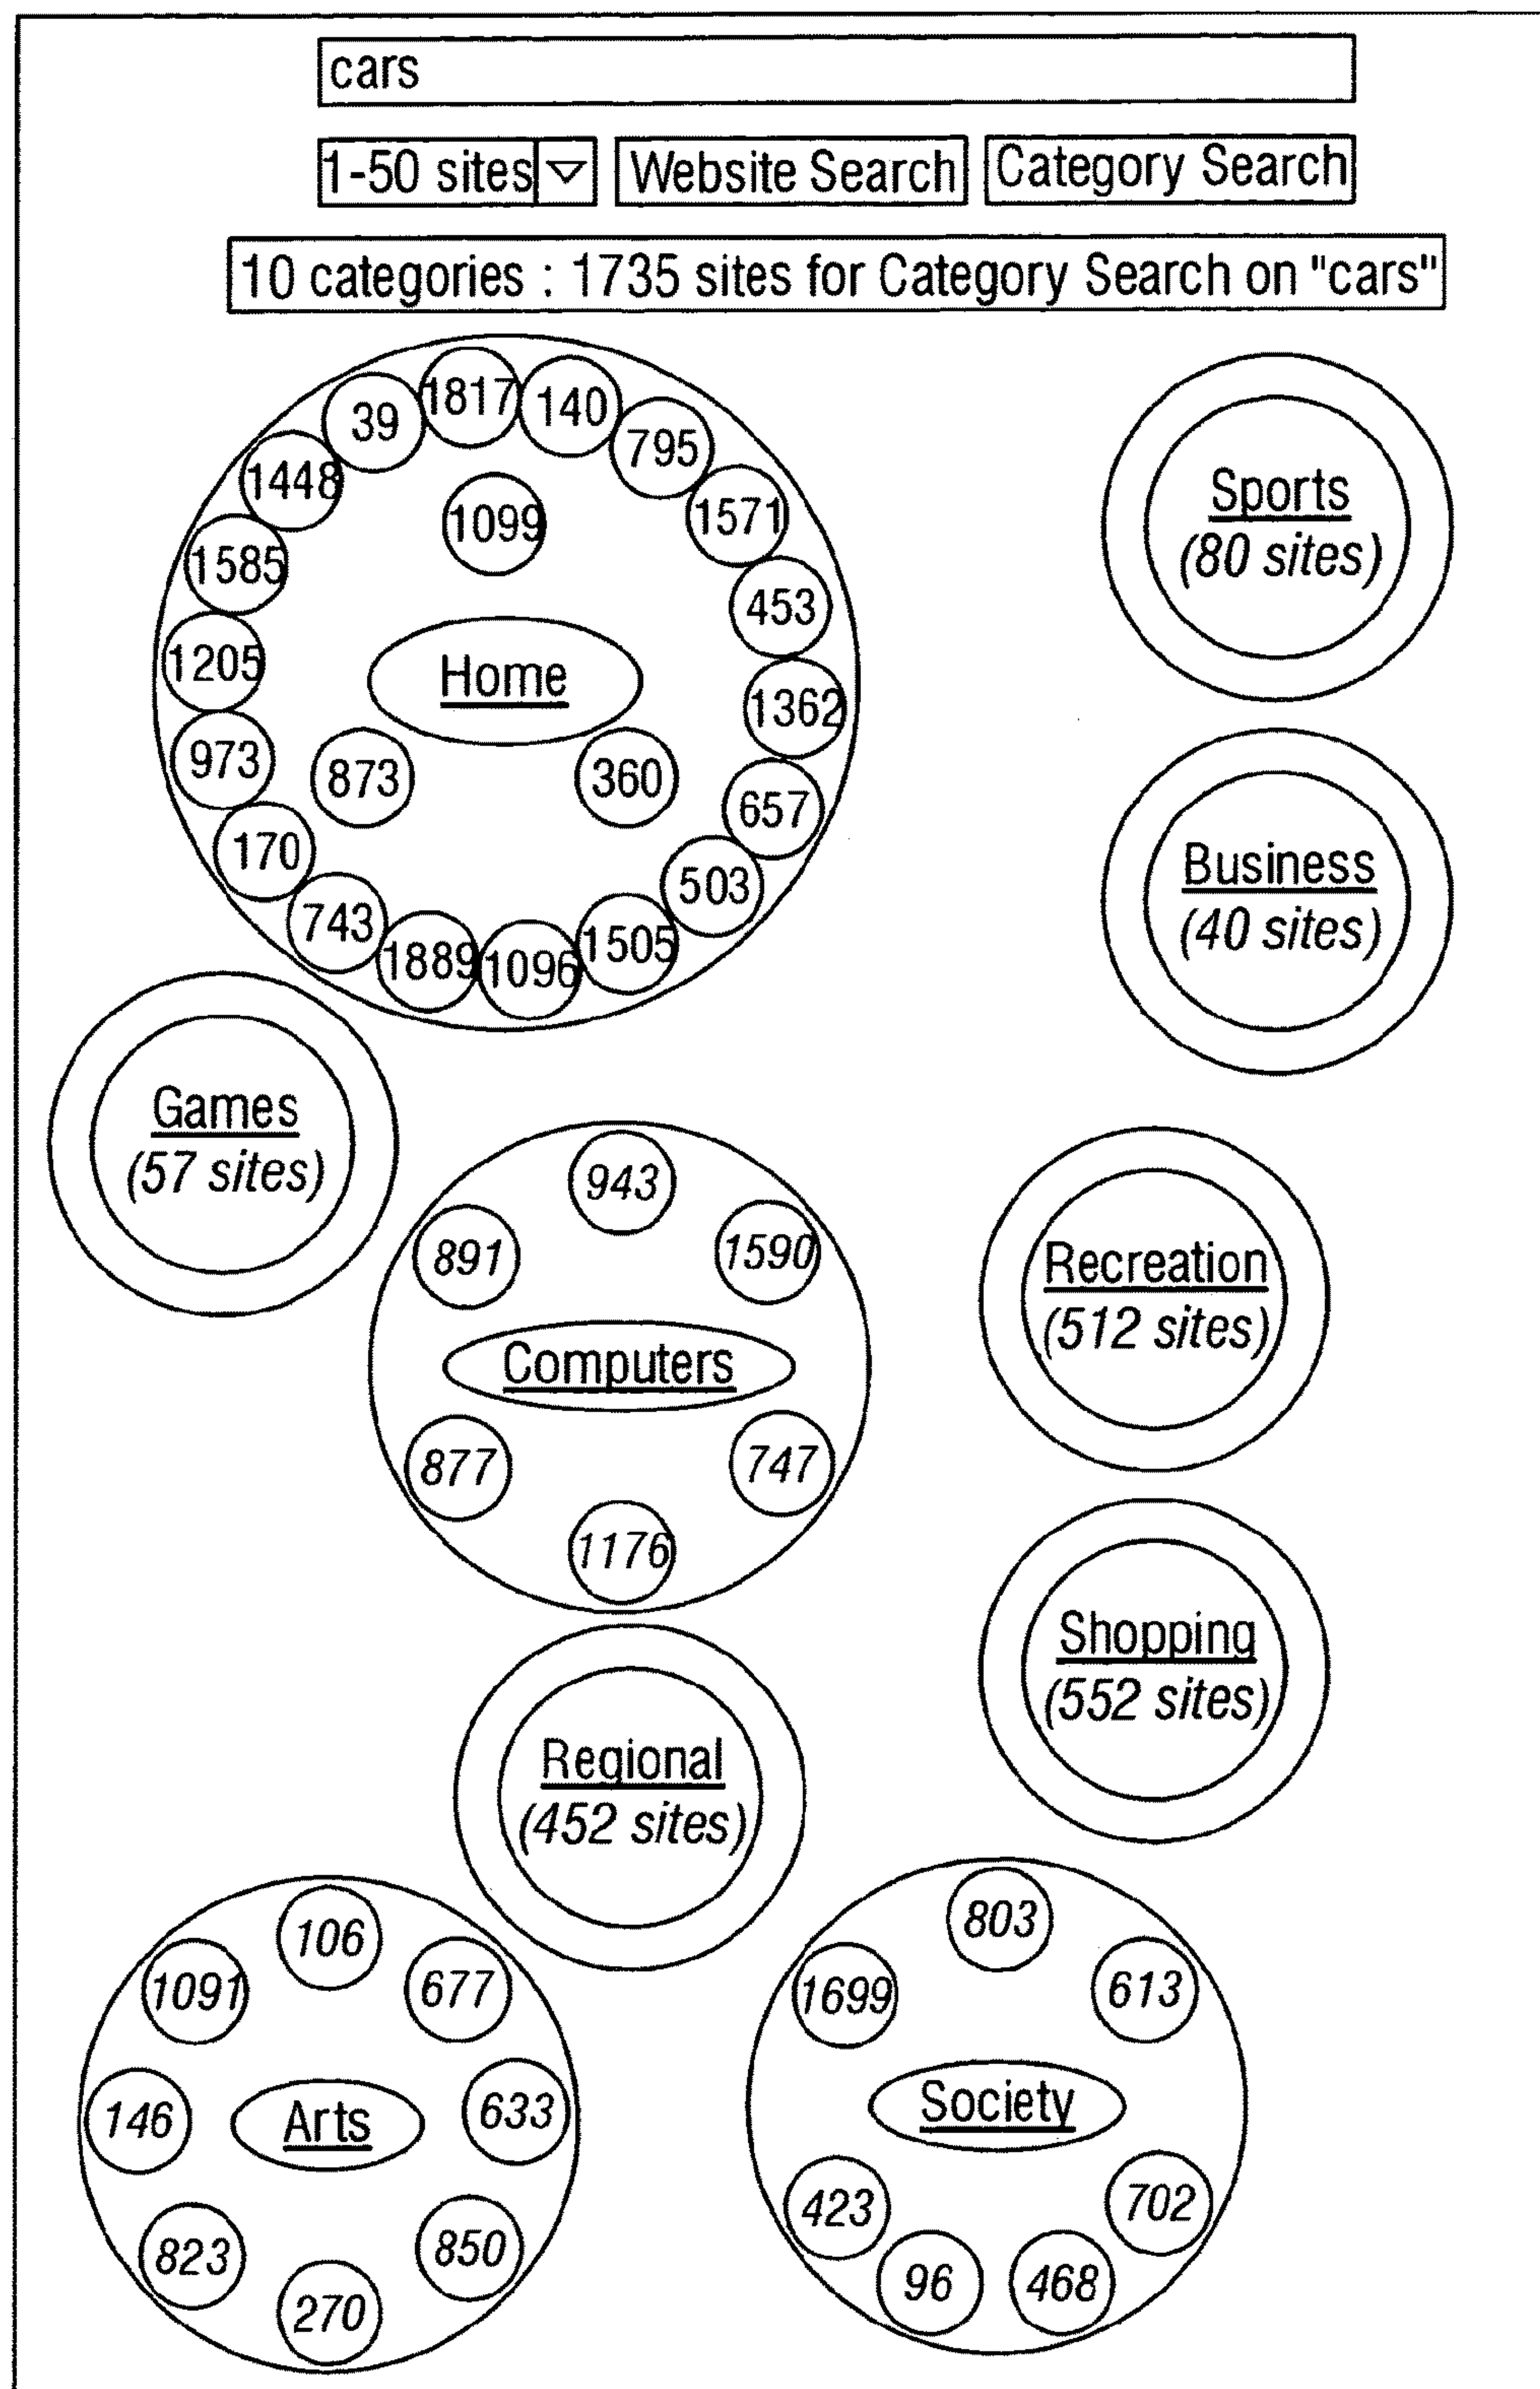 cars
1-50 sites Website Search Category Search
10 categories : 1735 sites for Category Search on "cars"
1817
39
140
795
1448
1099
1571
1585
453
1205
Home
1362
973
873
360
657
170
503
743
1889
1096
1505
Sports
(80 sites)
Business
(40 sites)
Games
(57 sites)
943
891
1590
Computers
877
747
1176
Recreation
(512 sites)
Shopping
(552 sites)
Regional
(452 sites)
106
1091
677
146
Arts
633
823
850
270
803
1699
613
Society
423
702
96
468